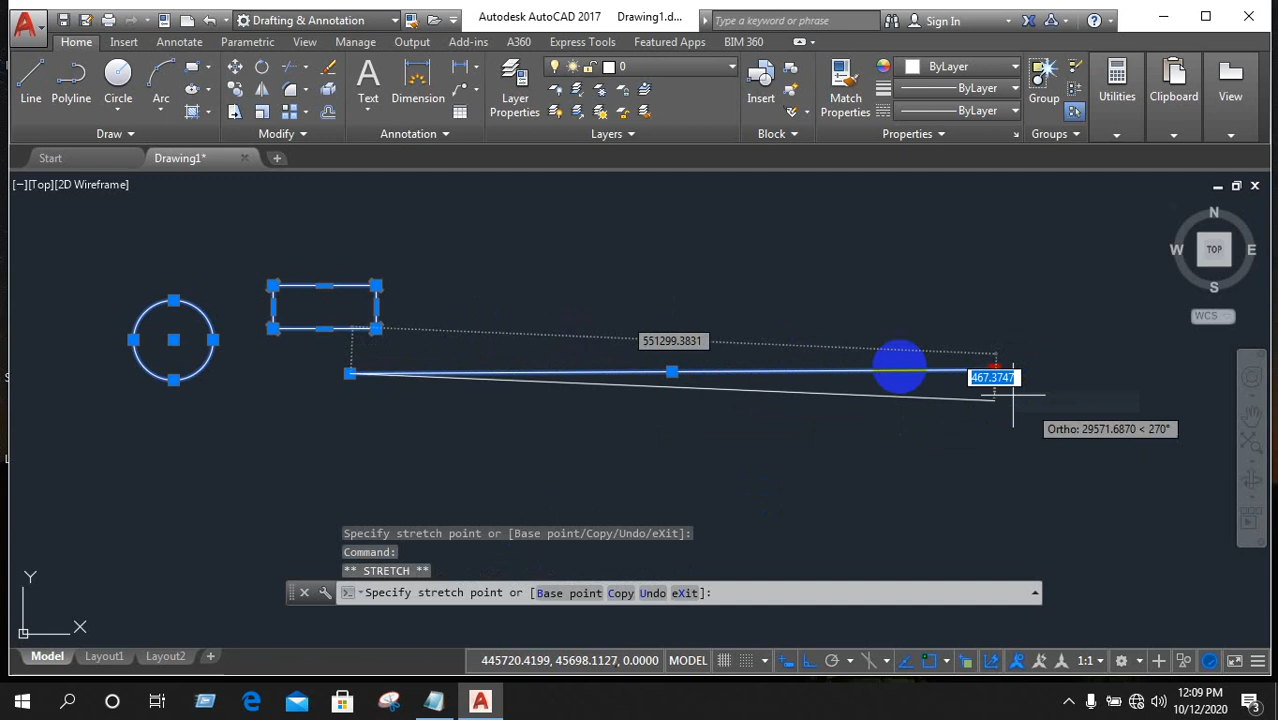 Drafting & Annotation
Autodesk AutoCAD 2017 Drawing1.d...
Type a keyword or phrase
Sign In
Home Insert Annotate Parametric View Manage Output Add-ins A360 Express Tools Featured Apps BIM 360
0
ByLayer
ByLayer
ByLayer
Line Polyline Circle Arc Text Dimension Layer Properties Insert Match Properties Group Utilities Clipboard View
Draw Modify Annotation Layers Block Properties Groups
Start Drawing1*
[−][Top][2D Wireframe]
N
W TOP E
S
WCS
551299.3831
467.3747
Ortho: 29571.6870 < 270°
Specify stretch point or [Base point/Copy/Undo/eXit]:
Command:
** STRETCH **
Specify stretch point or [Base point Copy Undo eXit]:
Y
X
Model Layout1 Layout2
445720.4199, 45698.1127, 0.0000 MODEL 1:1
12:09 PM
10/12/2020
3